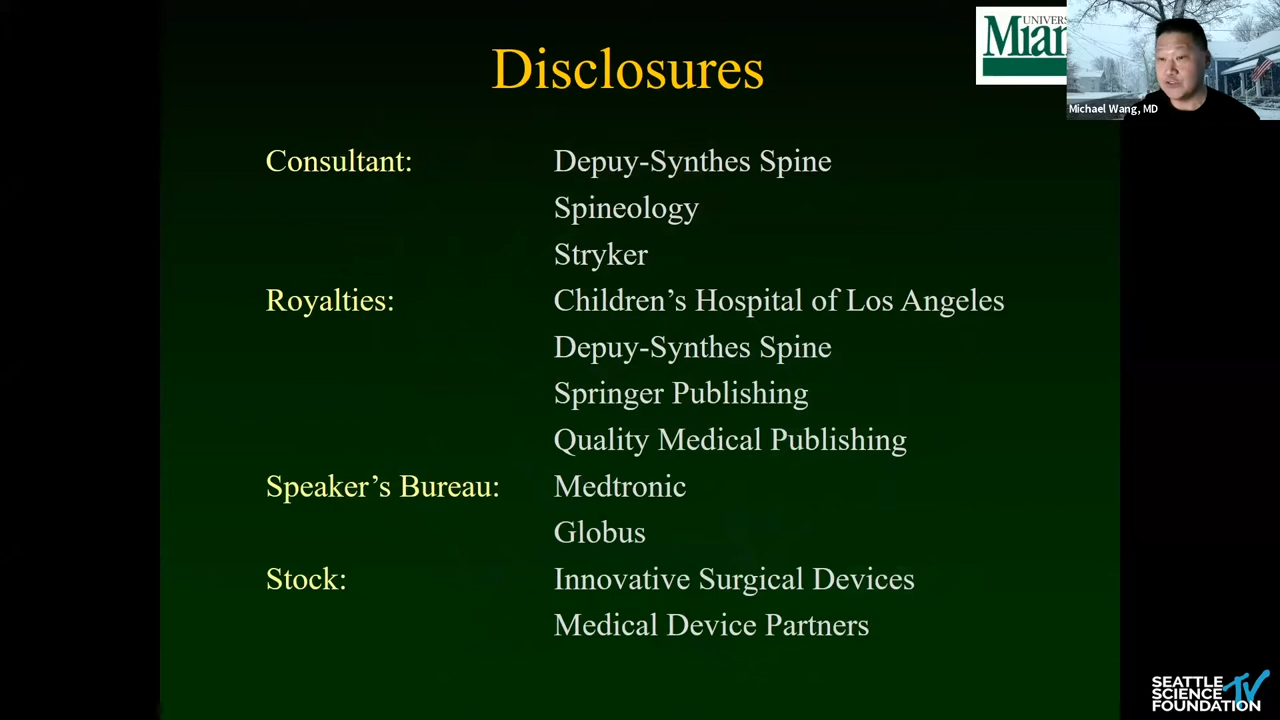 Disclosures
UNIVERS
Miar
Michael Wang, MD
Consultant: Depuy-Synthes Spine
Spineology
Stryker
Royalties: Children’s Hospital of Los Angeles
Depuy-Synthes Spine
Springer Publishing
Quality Medical Publishing
Speaker’s Bureau: Medtronic
Globus
Stock: Innovative Surgical Devices
Medical Device Partners
SEATTLE
SCIENCE TV
FOUNDATION